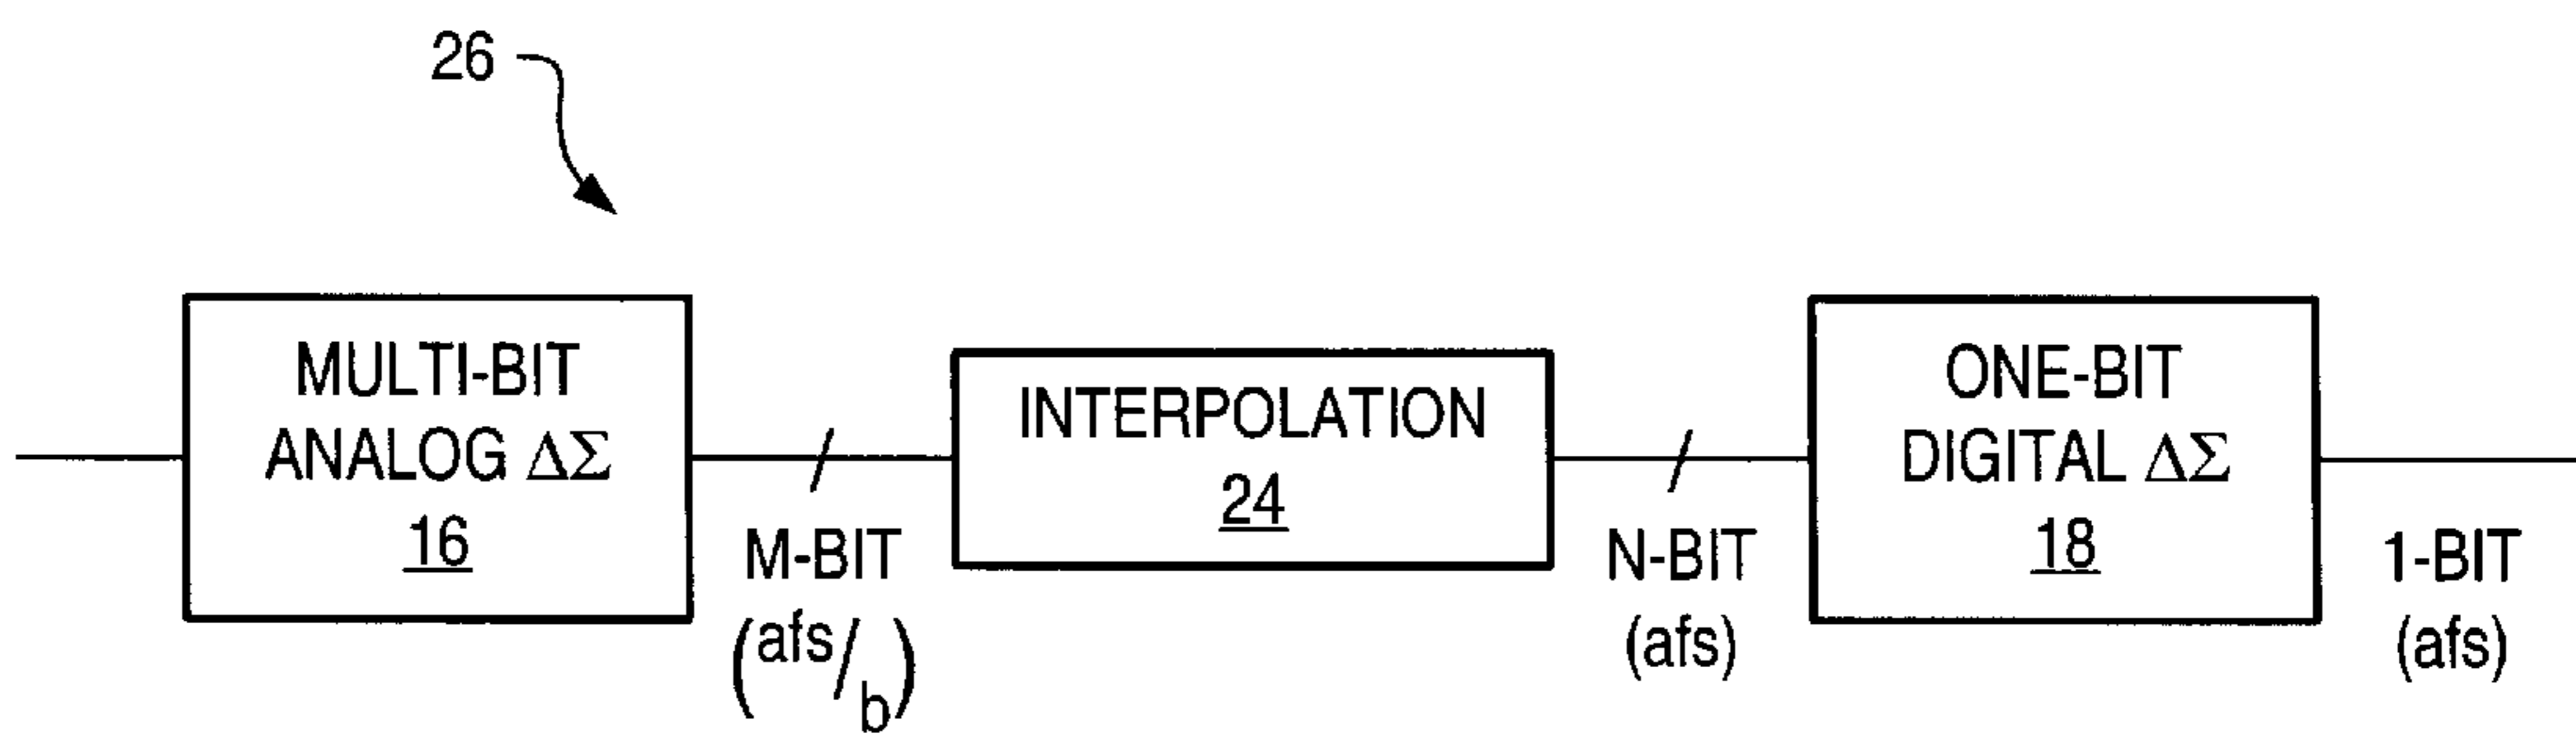 26
MULTI-BIT
ANALOG ΔΣ
16
M-BIT
(afs/b)
INTERPOLATION
24
N-BIT
(afs)
ONE-BIT
DIGITAL ΔΣ
18
1-BIT
(afs)